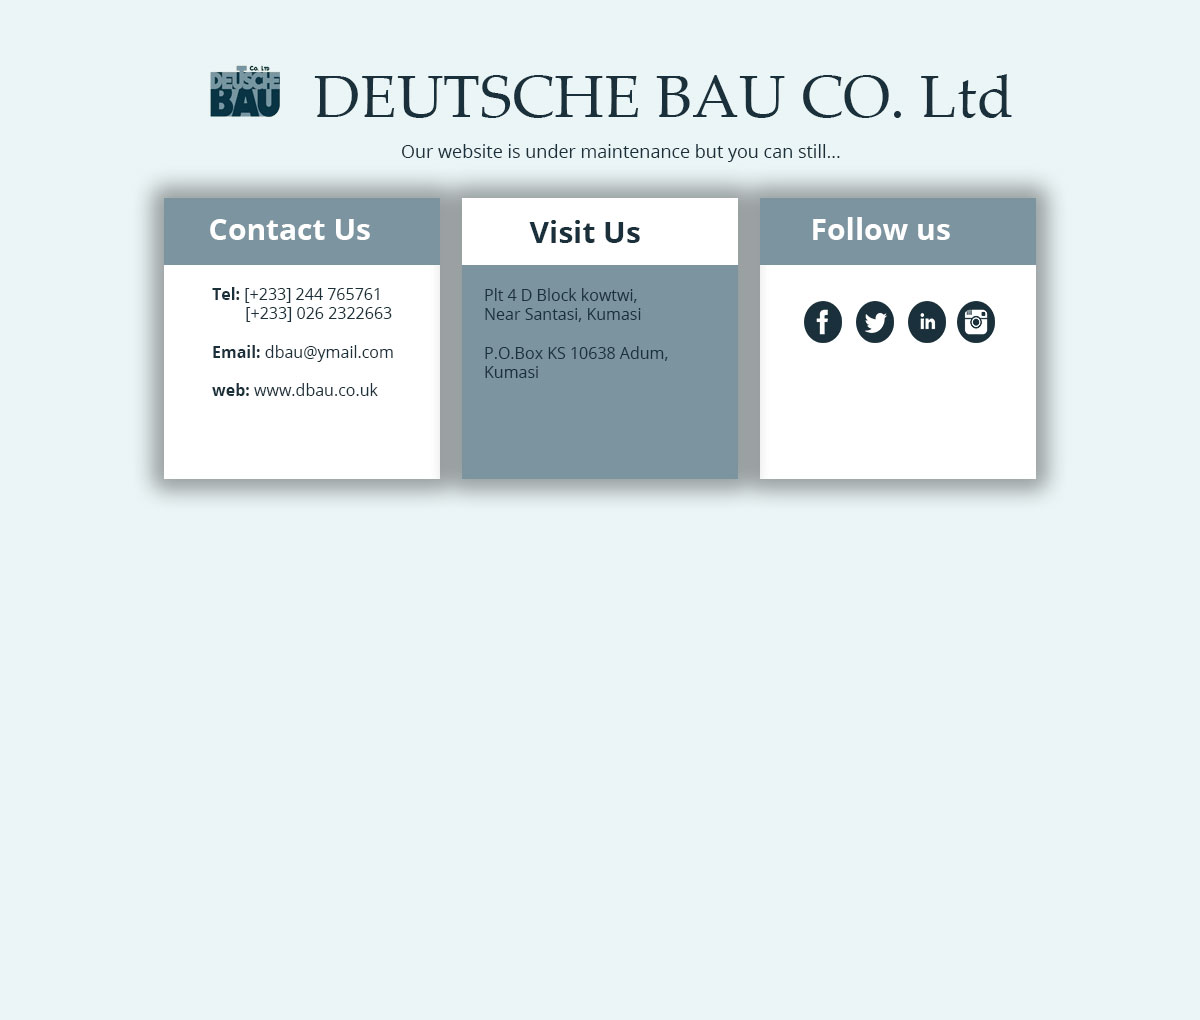 Co. Ltd
DEUTSCHE
BAU
DEUTSCHE BAU CO. Ltd
Our website is under maintenance but you can still...
Contact Us
Tel: [+233] 244 765761
[+233] 026 2322663
Email: dbau@ymail.com
web: www.dbau.co.uk
Visit Us
Plt 4 D Block kowtwi,
Near Santasi, Kumasi
P.O.Box KS 10638 Adum,
Kumasi
Follow us